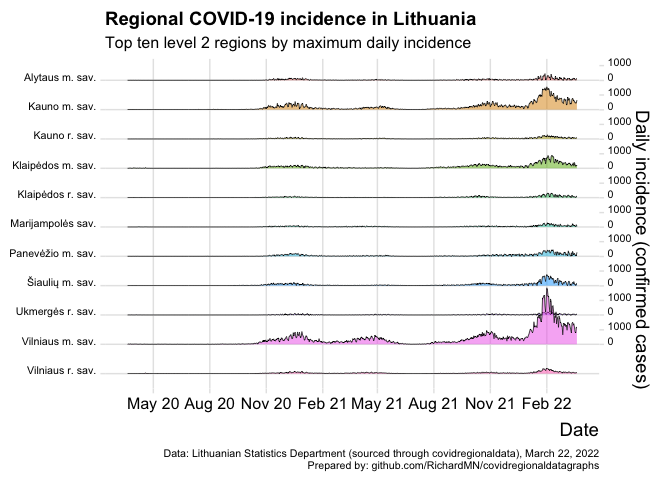 Regional COVID-19 incidence in Lithuania
Top ten level 2 regions by maximum daily incidence
Alytaus m. sav.
Kauno m. sav.
Kauno r. sav.
Klaipėdos m. sav.
Klaipėdos r. sav.
Marijampolės sav.
Panevėžio m. sav.
Šiaulių m. sav.
Ukmergės r. sav.
Vilniaus m. sav.
Vilniaus r. sav.
1000
0
1000
0
1000
0
1000
0
1000
0
1000
0
1000
0
1000
0
1000
0
1000
0
Daily incidence (confirmed cases)
May 20 Aug 20 Nov 20 Feb 21 May 21 Aug 21 Nov 21 Feb 22
Date
Data: Lithuanian Statistics Department (sourced through covidregionaldata), March 22, 2022
Prepared by: github.com/RichardMN/covidregionaldatagraphs